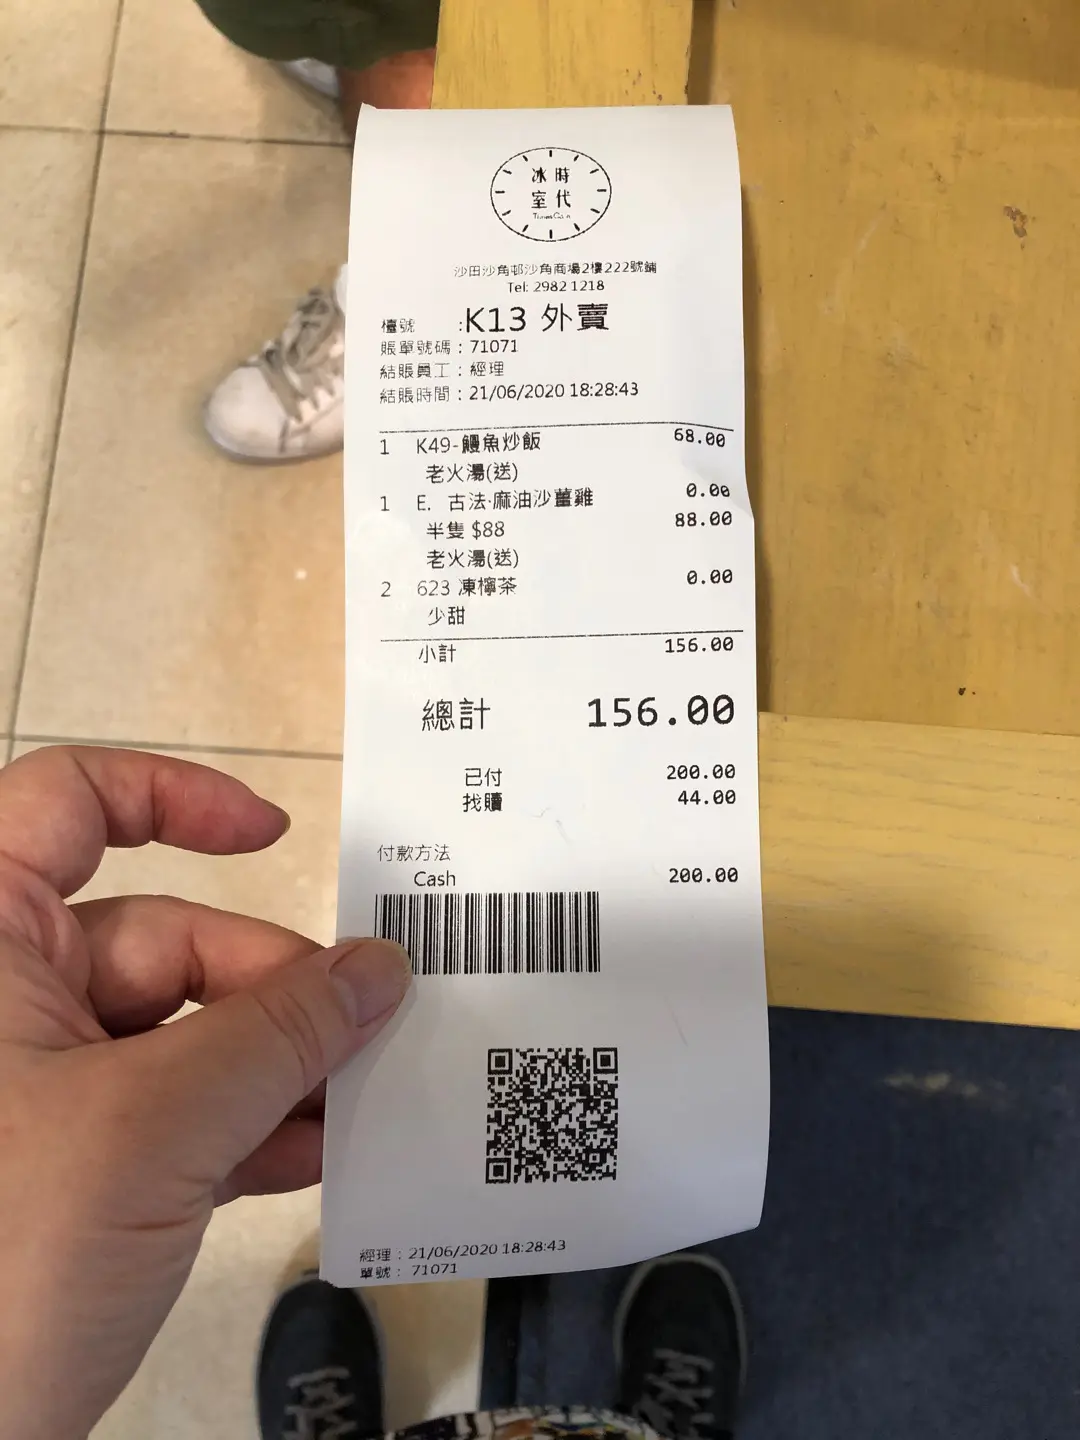 冰時
室代
沙田沙角邨沙角商場2樓222號鋪
Tel: 2982 1218
檯號 :K13 外賣
賬單號碼 : 71071
結賬員工 : 經理
結賬時間 : 21/06/2020 18:28:43
1 K49-鰻魚炒飯 68.00
老火湯(送) 0.00
1 E. 古法·麻油沙薑雞
半隻 $88 88.00
老火湯(送)
2 623 凍檸茶 0.00
少甜
小計 156.00
總計 156.00
已付 200.00
找贖 44.00
付款方法
Cash 200.00
經理 : 21/06/2020 18:28:43
單號 : 71071